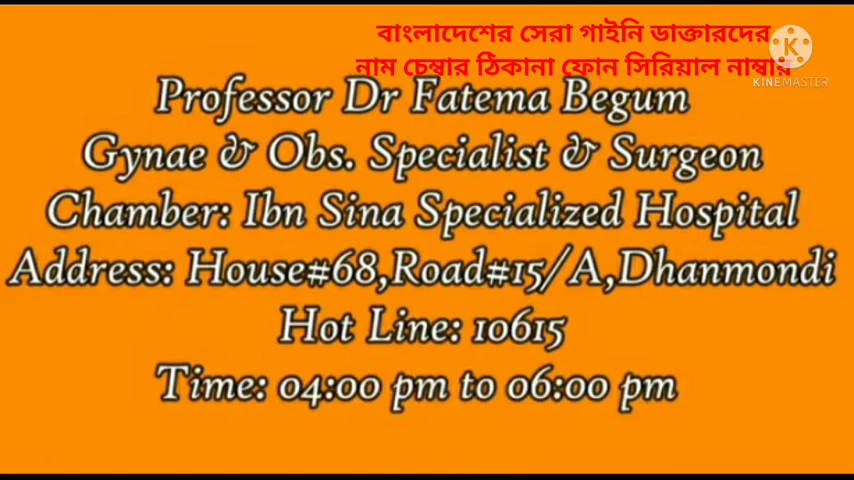 বাংলাদেশের সেরা গাইনি ডাক্তারদের
নাম চেম্বার ঠিকানা ফোন সিরিয়াল নাম্বার
K
KINEMASTER
Professor Dr Fatema Begum
Gynae & Obs. Specialist & Surgeon
Chamber: Ibn Sina Specialized Hospital
Address: House#68,Road#15/A,Dhanmondi
Hot Line: 10615
Time: 04:00 pm to 06:00 pm